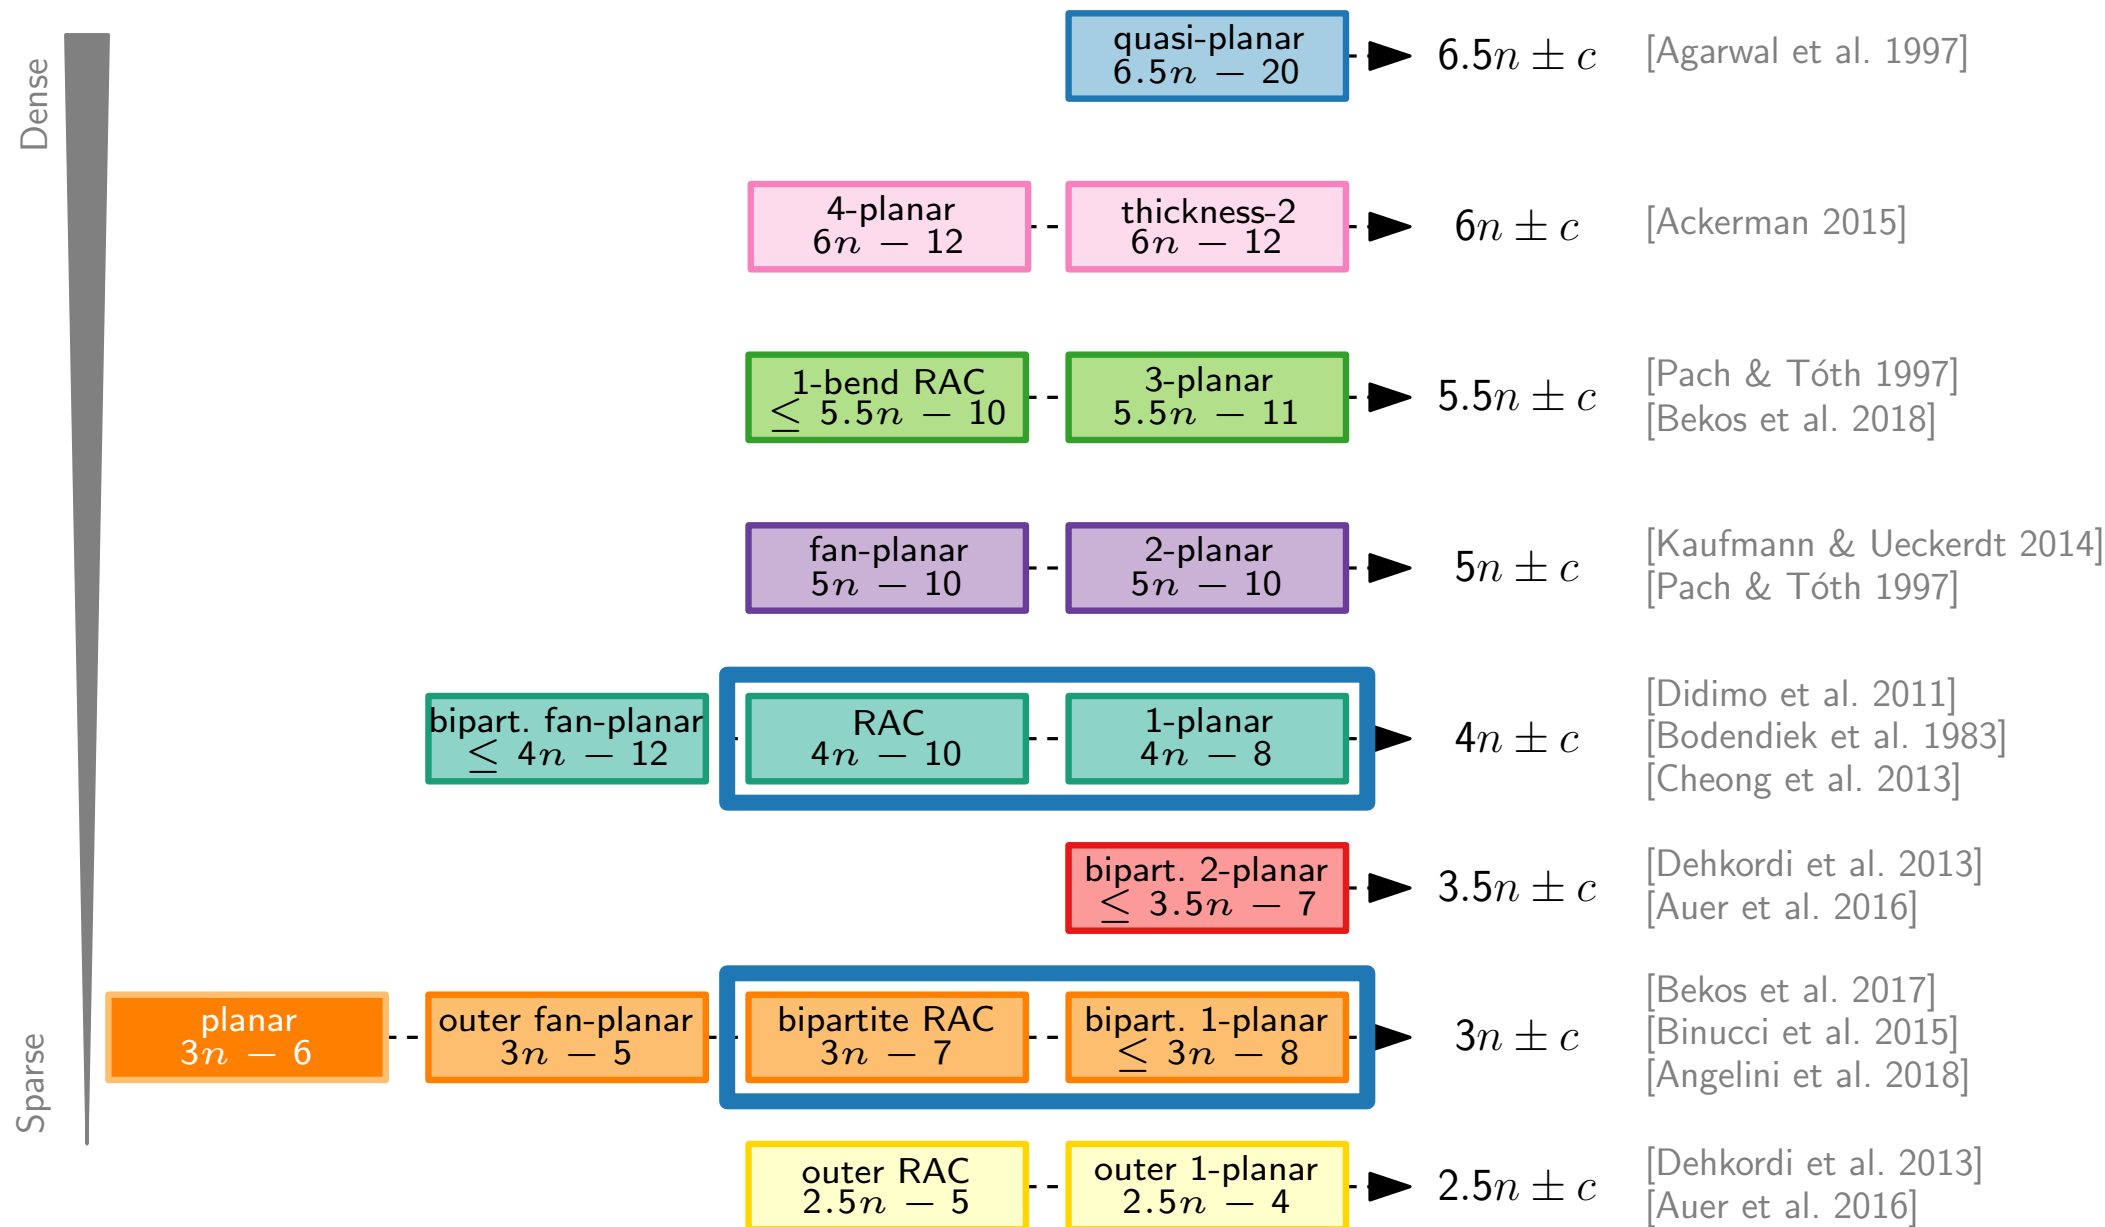 Dense
quasi-planar
6.5n − 20
6.5n ± c
[Agarwal et al. 1997]
4-planar
6n − 12
thickness-2
6n − 12
6n ± c
[Ackerman 2015]
1-bend RAC
≤ 5.5n − 10
3-planar
5.5n − 11
5.5n ± c
[Pach & Tóth 1997]
[Bekos et al. 2018]
fan-planar
5n − 10
2-planar
5n − 10
5n ± c
[Kaufmann & Ueckerdt 2014]
[Pach & Tóth 1997]
bipart. fan-planar
≤ 4n − 12
RAC
4n − 10
1-planar
4n − 8
4n ± c
[Didimo et al. 2011]
[Bodendiek et al. 1983]
[Cheong et al. 2013]
bipart. 2-planar
≤ 3.5n − 7
3.5n ± c
[Dehkordi et al. 2013]
[Auer et al. 2016]
Sparse
planar
3n − 6
outer fan-planar
3n − 5
bipartite RAC
3n − 7
bipart. 1-planar
≤ 3n − 8
3n ± c
[Bekos et al. 2017]
[Binucci et al. 2015]
[Angelini et al. 2018]
outer RAC
2.5n − 5
outer 1-planar
2.5n − 4
2.5n ± c
[Dehkordi et al. 2013]
[Auer et al. 2016]